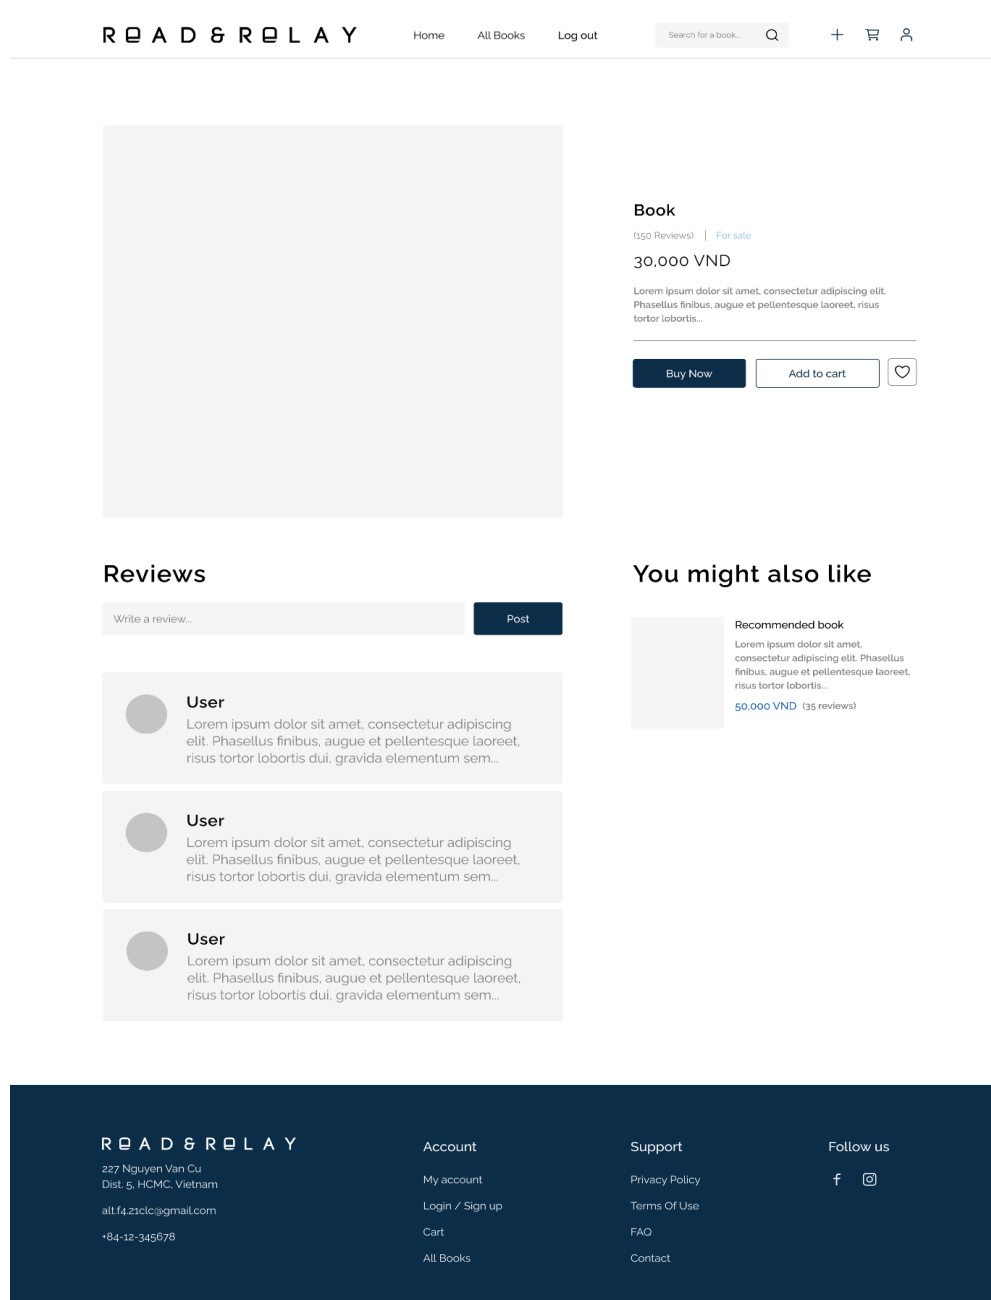 READ&RELAY
Home
All Books
Log out
Search for a book...
Book
(150 Reviews) | For sale
30,000 VND
Lorem ipsum dolor sit amet, consectetur adipiscing elit.
Phasellus finibus, augue et pellentesque laoreet, risus
tortor lobortis...
Buy Now
Add to cart
Reviews
Write a review...
Post
User
Lorem ipsum dolor sit amet, consectetur adipiscing
elit. Phasellus finibus, augue et pellentesque laoreet,
risus tortor lobortis dui, gravida elementum sem...
User
Lorem ipsum dolor sit amet, consectetur adipiscing
elit. Phasellus finibus, augue et pellentesque laoreet,
risus tortor lobortis dui, gravida elementum sem...
User
Lorem ipsum dolor sit amet, consectetur adipiscing
elit. Phasellus finibus, augue et pellentesque laoreet,
risus tortor lobortis dui, gravida elementum sem...
You might also like
Recommended book
Lorem ipsum dolor sit amet,
consectetur adipiscing elit. Phasellus
finibus, augue et pellentesque laoreet,
risus tortor lobortis...
50,000 VND (35 reviews)
READ&RELAY
227 Nguyen Van Cu
Dist. 5, HCMC, Vietnam
alt.f4.21clc@gmail.com
+84-12-345678
Account
My account
Login / Sign up
Cart
All Books
Support
Privacy Policy
Terms Of Use
FAQ
Contact
Follow us